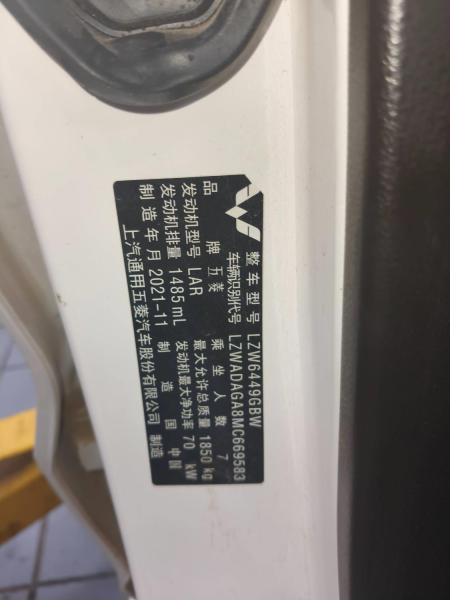 整车型号 LZW6449GBW
车辆识别代号 LZWADAGA8MC669583
品牌 五菱 乘坐人数 7
发动机型号 LAR 最大允许总质量 1850 kg
发动机排量 1485 mL 发动机最大净功率 70 kW
制造年月 2021-11 制造国 中国
上汽通用五菱汽车股份有限公司 制造